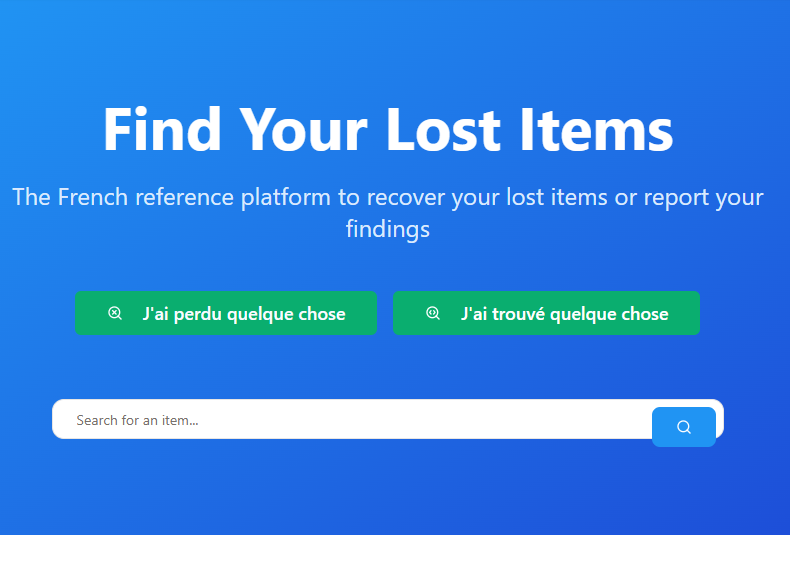 Find Your Lost Items
The French reference platform to recover your lost items or report your
findings
J'ai perdu quelque chose
J'ai trouvé quelque chose
Search for an item...